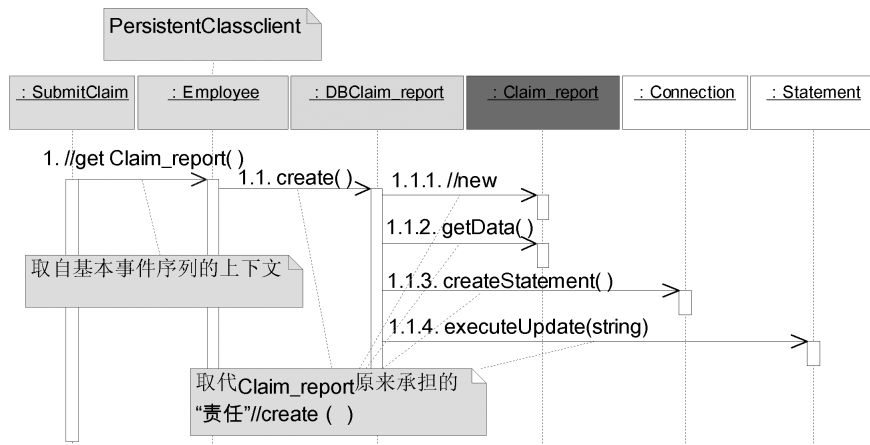 PersistentClassclient
: SubmitClaim
: Employee
: DBClaim_report
: Claim_report
: Connection
: Statement
1. //get Claim_report( )
1.1. create( )
1.1.1. //new
1.1.2. getData( )
取自基本事件序列的上下文
1.1.3. createStatement( )
1.1.4. executeUpdate(string)
取代Claim_report原来承担的
“责任”//create ( )